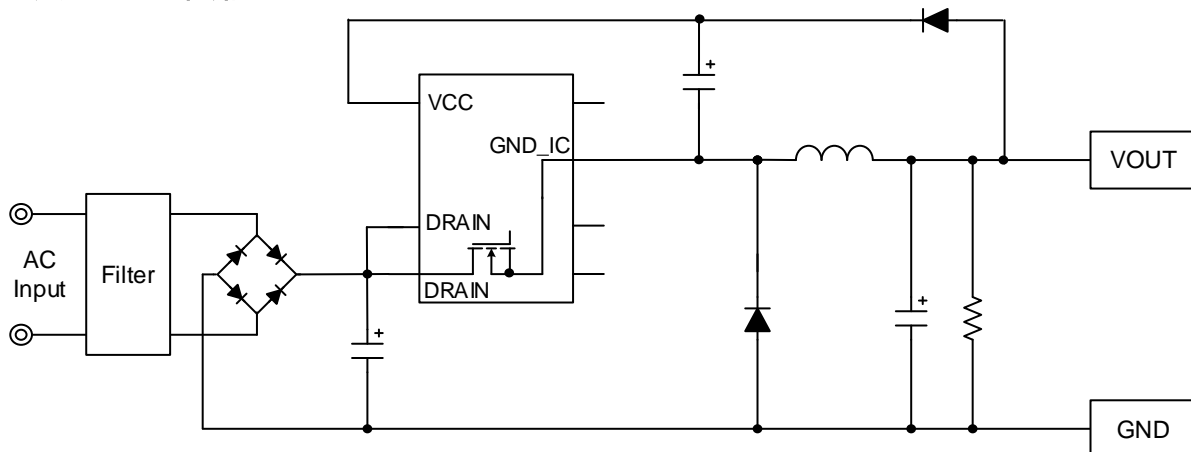 VCC
GND_IC
VOUT
DRAIN
AC
Input
Filter
DRAIN
GND
+
+
+